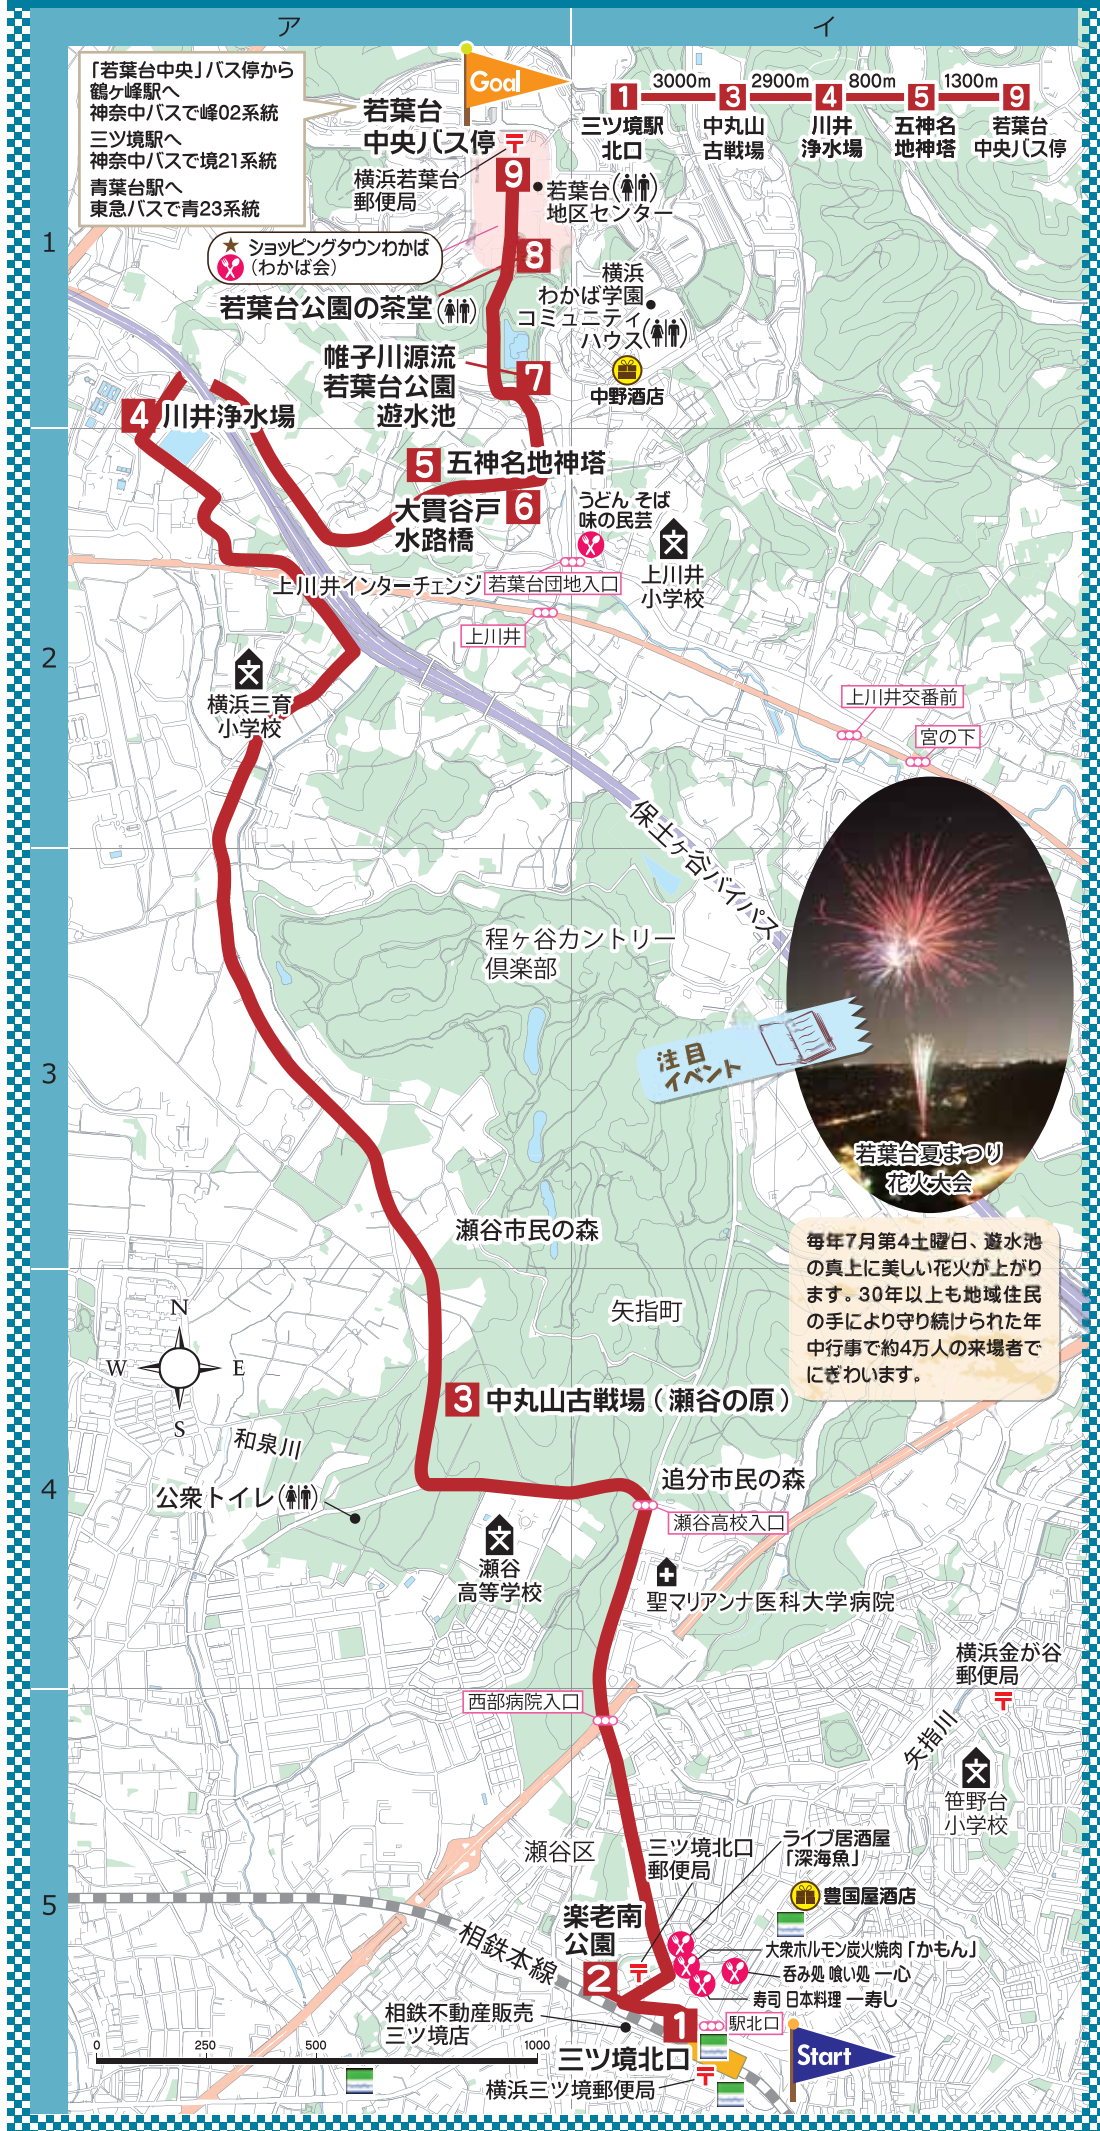 ア
イ
「若葉台中央」バス停から
鶴ヶ峰駅へ
神奈中バスで峰02系統
三ツ境駅へ
神奈中バスで境21系統
青葉台駅へ
東急バスで青23系統
Goal
若葉台
中央バス停
3000m
2900m
800m
1300m
1
3
4
5
9
三ツ境駅
北口
中丸山
古戦場
川井
浄水場
五神名
地神塔
若葉台
中央バス停
横浜若葉台
郵便局
9
若葉台
地区センター
1
★ ショッピングタウンわかば
(わかば会)
8
若葉台公園の茶堂
横浜
わかば学園
コミュニティ
ハウス
帷子川源流
若葉台公園
遊水池
7
中野酒店
4
川井浄水場
5
五神名地神塔
大貫谷戸
水路橋
6
うどん そば
味の民芸
上川井
小学校
上川井インターチェンジ
若葉台団地入口
上川井
2
横浜三育
小学校
上川井交番前
宮の下
保土ヶ谷バイパス
程ヶ谷カントリー
倶楽部
3
注目
イベント
若葉台夏まつり
花火大会
毎年7月第4土曜日、遊水池
の真上に美しい花火が上がり
ます。30年以上も地域住民
の手により守り続けられた年
中行事で約4万人の来場者で
にぎわいます。
瀬谷市民の森
矢指町
N
W
E
S
3
中丸山古戦場(瀬谷の原)
和泉川
4
公衆トイレ
追分市民の森
瀬谷高校入口
瀬谷
高等学校
聖マリアンナ医科大学病院
横浜金が谷
郵便局
西部病院入口
矢指川
笹野台
小学校
瀬谷区
三ツ境北口
郵便局
ライブ居酒屋
「深海魚」
5
豊国屋酒店
楽老南
公園
相鉄本線
大衆ホルモン炭火焼肉「かもん」
呑み処 喰い処 一心
寿司 日本料理 一寿し
2
相鉄不動産販売
三ツ境店
1
駅北口
三ツ境北口
Start
横浜三ツ境郵便局
0
250
500
1000